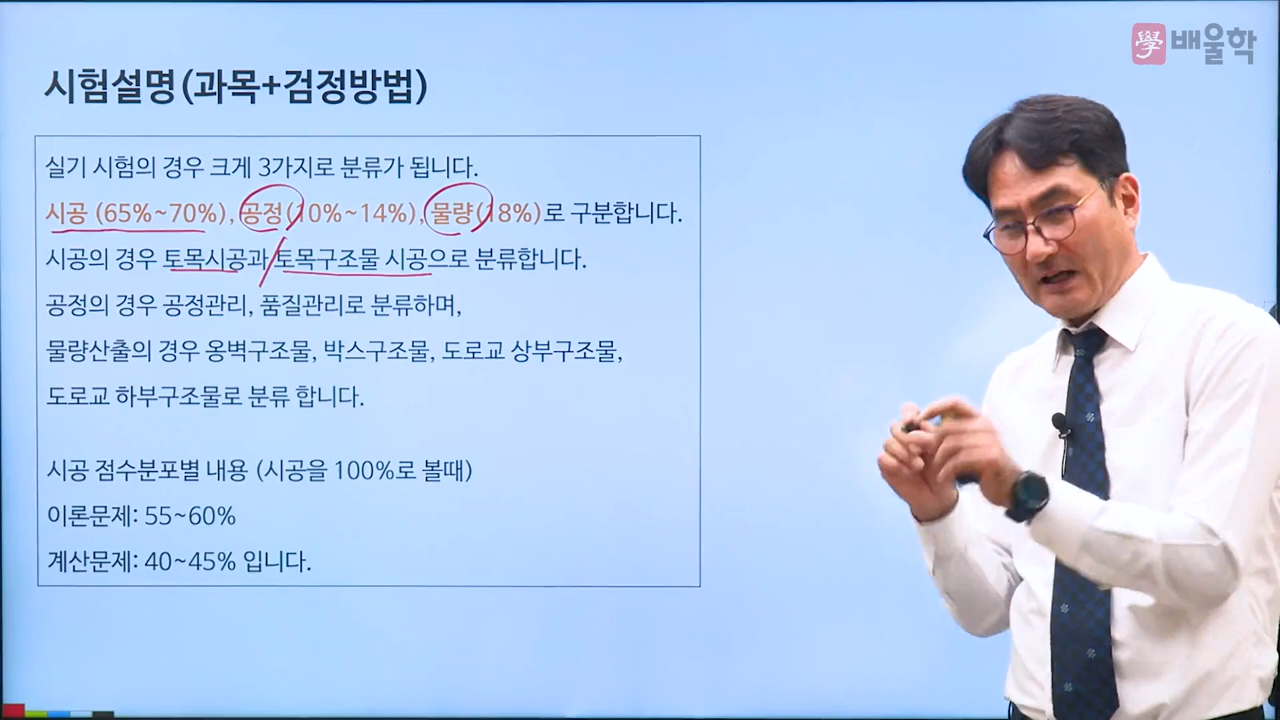 學 배울학
시험설명(과목+검정방법)
실기 시험의 경우 크게 3가지로 분류가 됩니다.
시공 (65%~70%), 공정(10%~14%), 물량(18%)로 구분합니다.
시공의 경우 토목시공과 토목구조물 시공으로 분류합니다.
공정의 경우 공정관리, 품질관리로 분류하며,
물량산출의 경우 옹벽구조물, 박스구조물, 도로교 상부구조물,
도로교 하부구조물로 분류 합니다.
시공 점수분포별 내용 (시공을 100%로 볼때)
이론문제: 55~60%
계산문제: 40~45% 입니다.